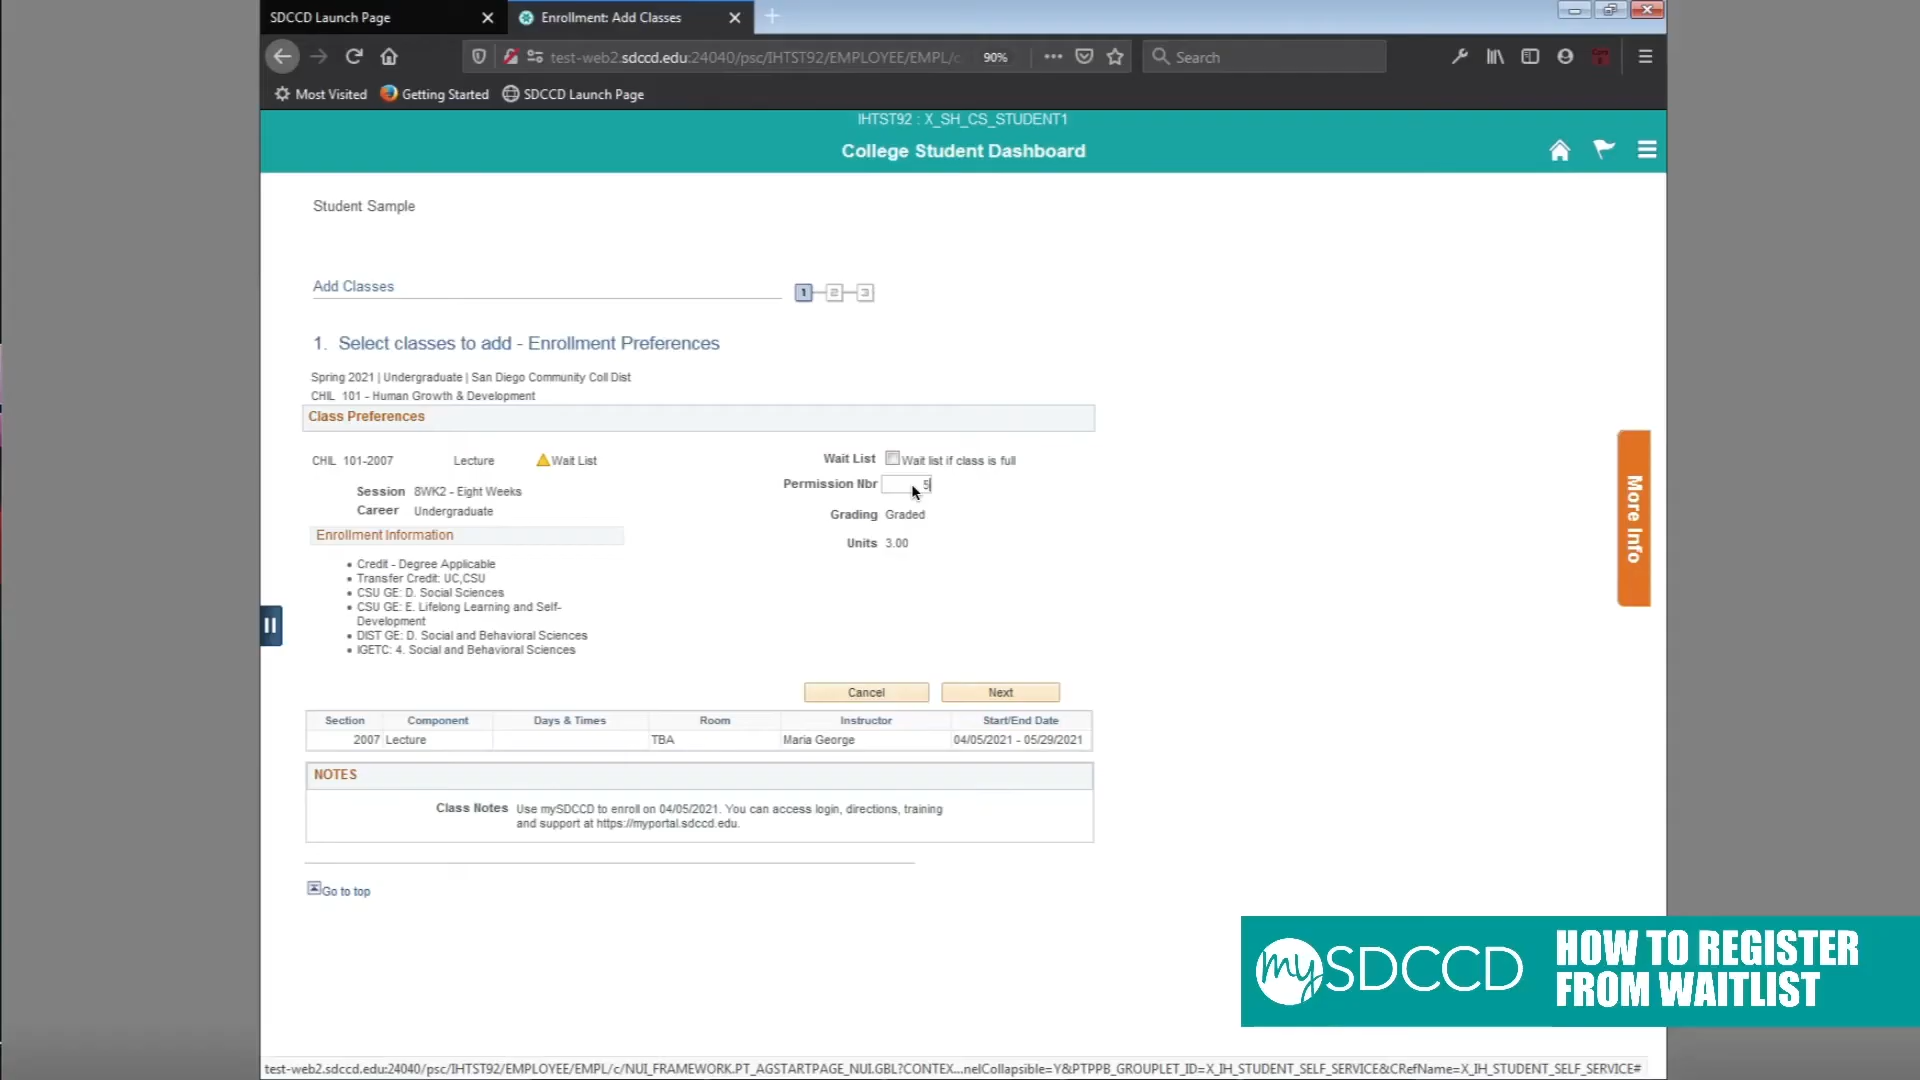 SDCCD Launch Page
Enrollment: Add Classes
test-web2.sdccd.edu:24040/psc/IHTST92/EMPLOYEE/EMPL/c
90%
Search
Most Visited
Getting Started
SDCCD Launch Page
IHTST92 : X_SH_CS_STUDENT1
College Student Dashboard
Student Sample
Add Classes
1
2
3
1. Select classes to add - Enrollment Preferences
Spring 2021 | Undergraduate | San Diego Community Coll Dist
CHIL 101 - Human Growth & Development
Class Preferences
CHIL 101-2007
Lecture
Wait List
Wait List
Wait list if class is full
Permission Nbr
5
Session
8WK2 - Eight Weeks
Career
Undergraduate
Grading
Graded
Units
3.00
Enrollment Information
• Credit - Degree Applicable
• Transfer Credit: UC,CSU
• CSU GE: D. Social Sciences
• CSU GE: E. Lifelong Learning and Self-
Development
• DIST GE: D. Social and Behavioral Sciences
• IGETC: 4. Social and Behavioral Sciences
More Info
Cancel
Next
Section
Component
Days & Times
Room
Instructor
Start/End Date
2007
Lecture
TBA
Maria George
04/05/2021 - 05/29/2021
NOTES
Class Notes
Use mySDCCD to enroll on 04/05/2021. You can access login, directions, training
and support at https://myportal.sdccd.edu.
Go to top
mySDCCD
HOW TO REGISTER
FROM WAITLIST
test-web2.sdccd.edu:24040/psc/IHTST92/EMPLOYEE/EMPL/c/NUI_FRAMEWORK.PT_AGSTARTPAGE_NUI.GBL?CONTEX...nelCollapsible=Y&PTPPB_GROUPLET_ID=X_IH_STUDENT_SELF_SERVICE&CRefName=X_IH_STUDENT_SELF_SERVICE#